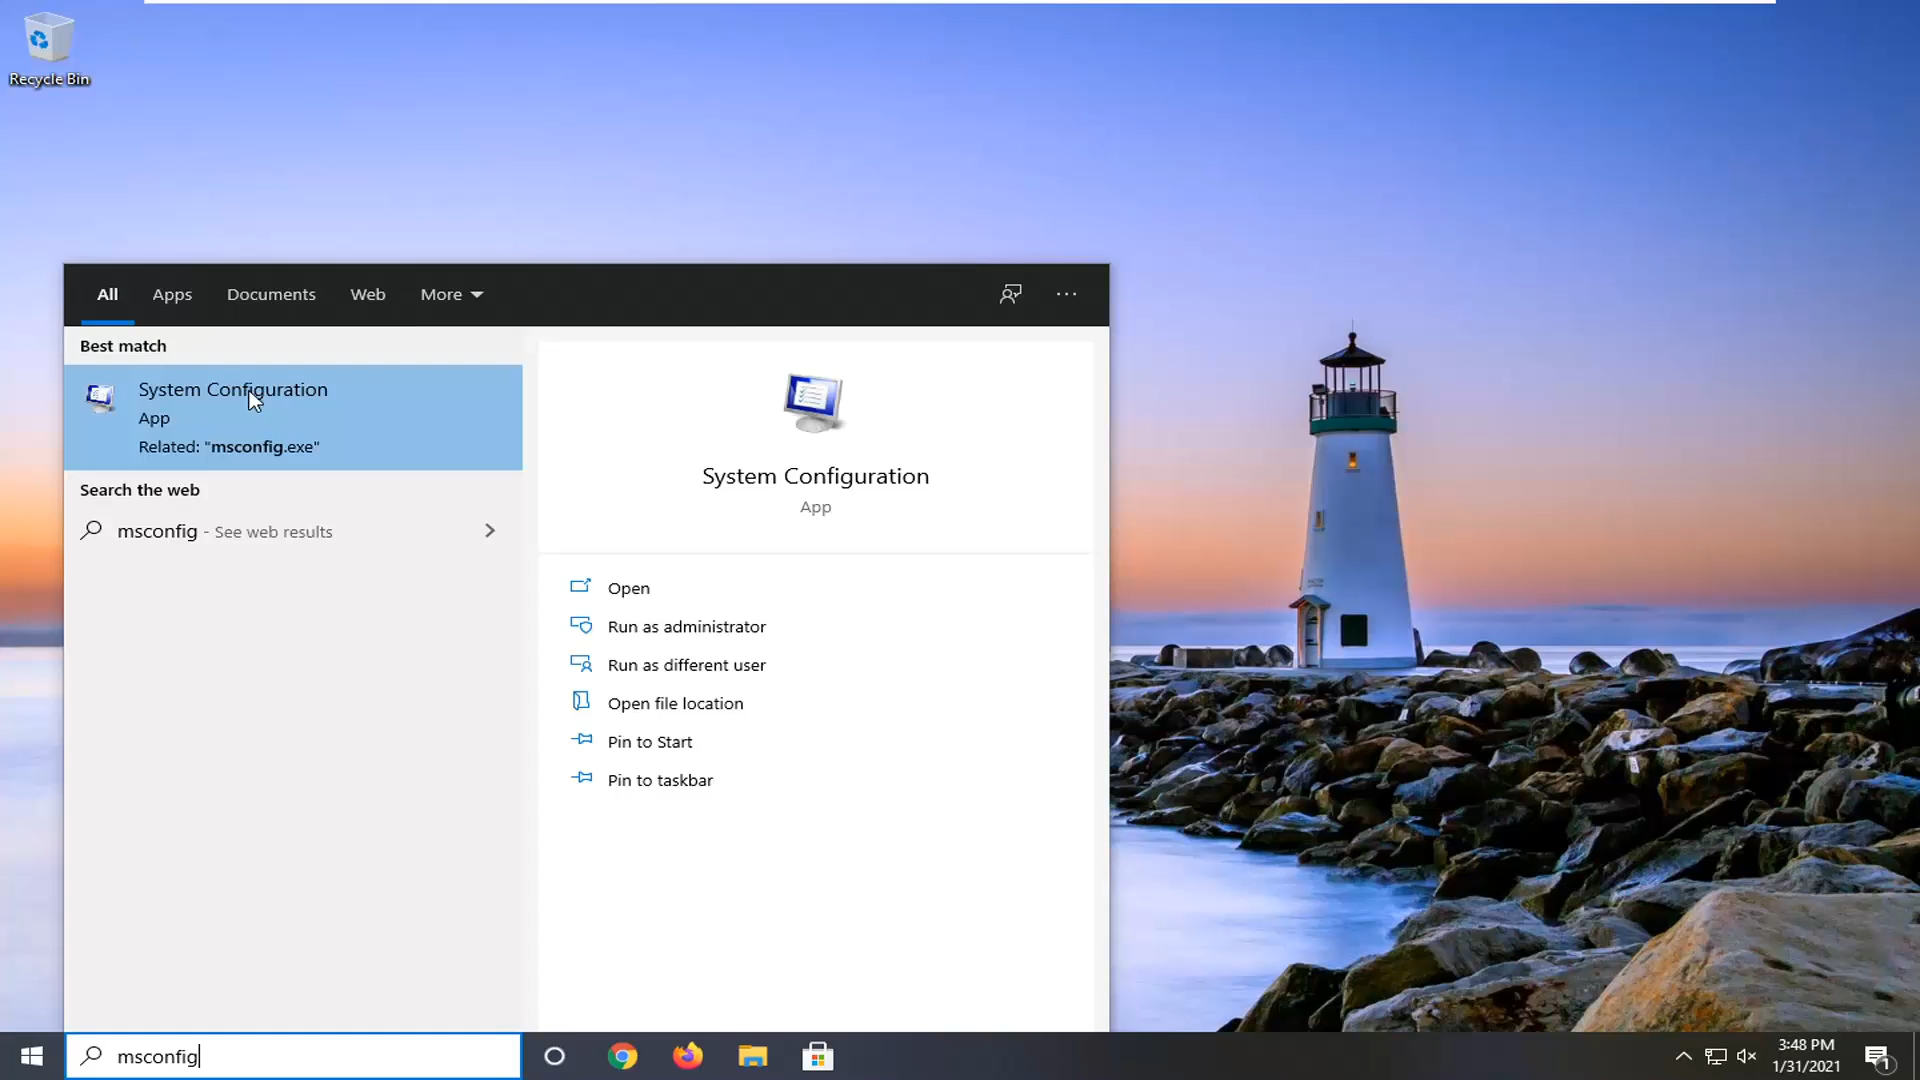 Recycle Bin
All Apps Documents Web More
Best match
System Configuration
App
Related: "msconfig.exe"
Search the web
msconfig - See web results
System Configuration
App
Open
Run as administrator
Run as different user
Open file location
Pin to Start
Pin to taskbar
msconfig
3:48 PM
1/31/2021
1